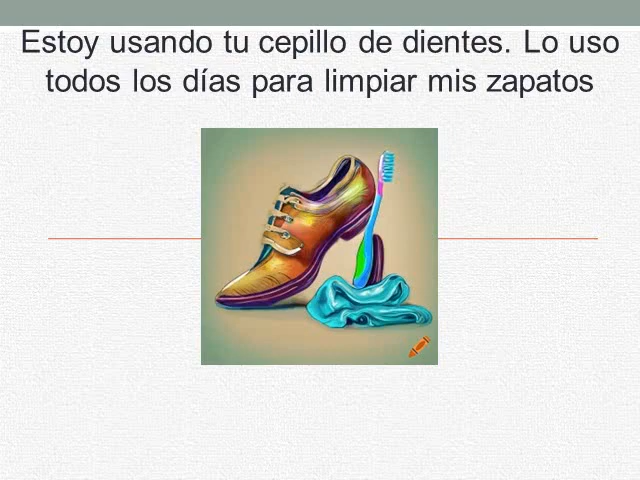 Estoy usando tu cepillo de dientes. Lo uso
todos los días para limpiar mis zapatos